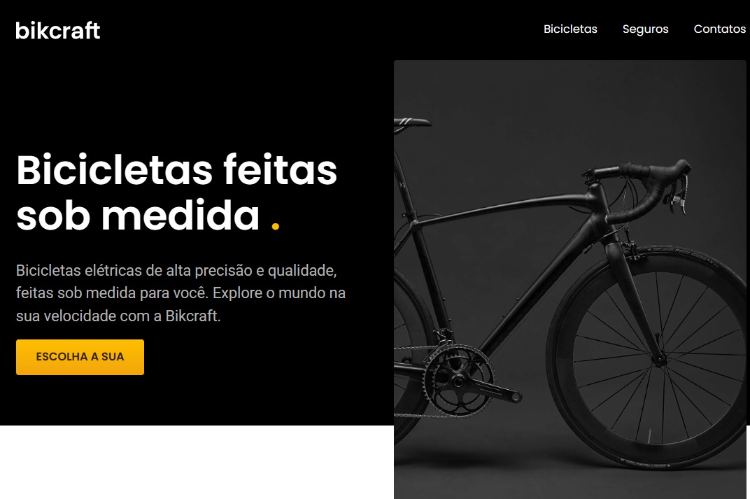 bikcraft
Bicicletas Seguros Contatos
Bicicletas feitas
sob medida .
Bicicletas elétricas de alta precisão e qualidade,
feitas sob medida para você. Explore o mundo na
sua velocidade com a Bikcraft.
ESCOLHA A SUA